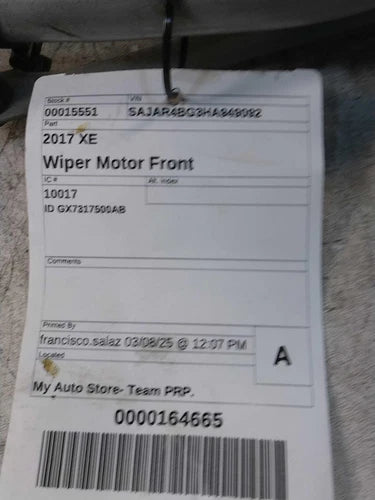 Stock # VIN
00015551 SAJAR4BG3HA949092
Part
2017 XE
Wiper Motor Front
IC # Alt. Index
10017
ID GX7317500AB
Comments
Printed By
francisco.salaz 03/08/25 @ 12:07 PM
Located
A
My Auto Store- Team PRP.
0000164665